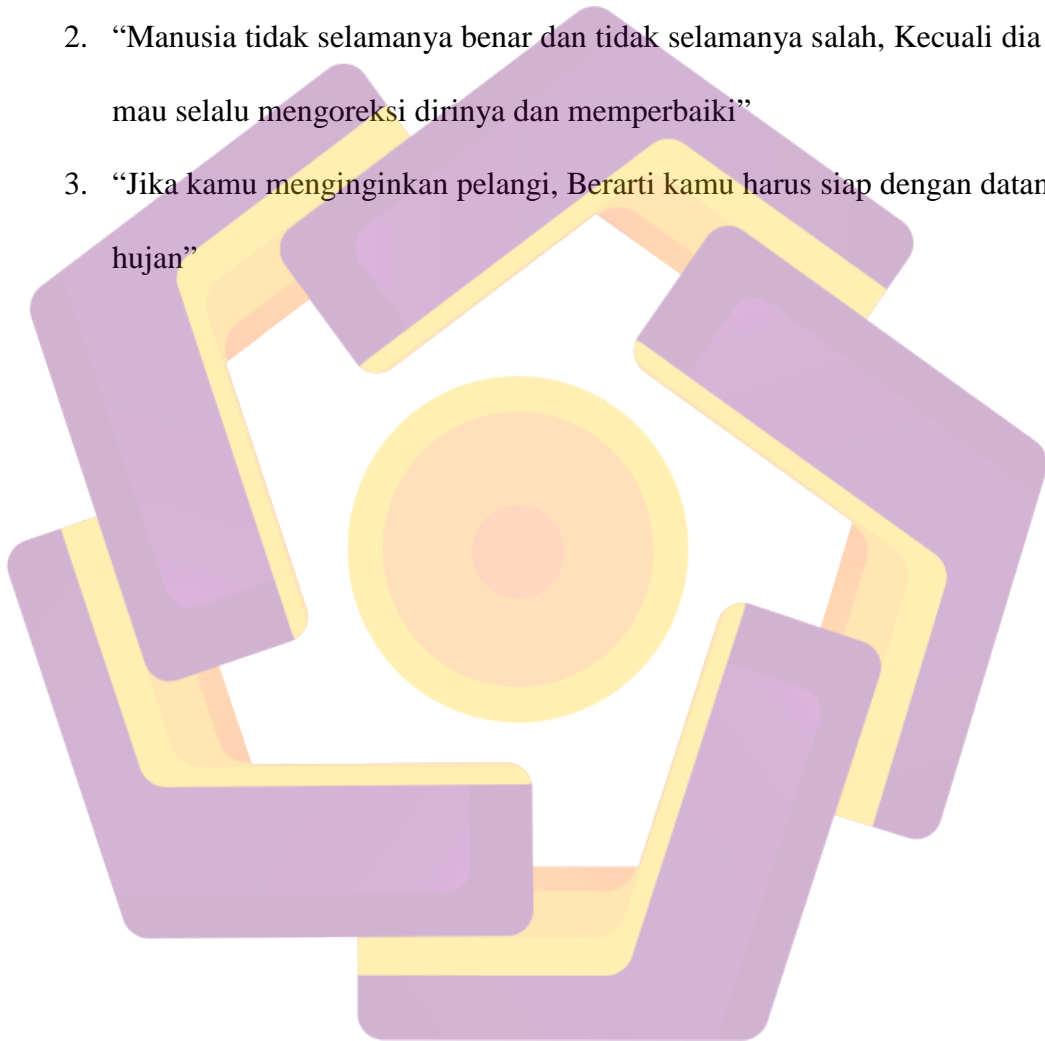 2. “Manusia tidak selamanya benar dan tidak selamanya salah, Kecuali dia
mau selalu mengoreksi dirinya dan memperbaiki”
3. “Jika kamu menginginkan pelangi, Berarti kamu harus siap dengan
hujan”